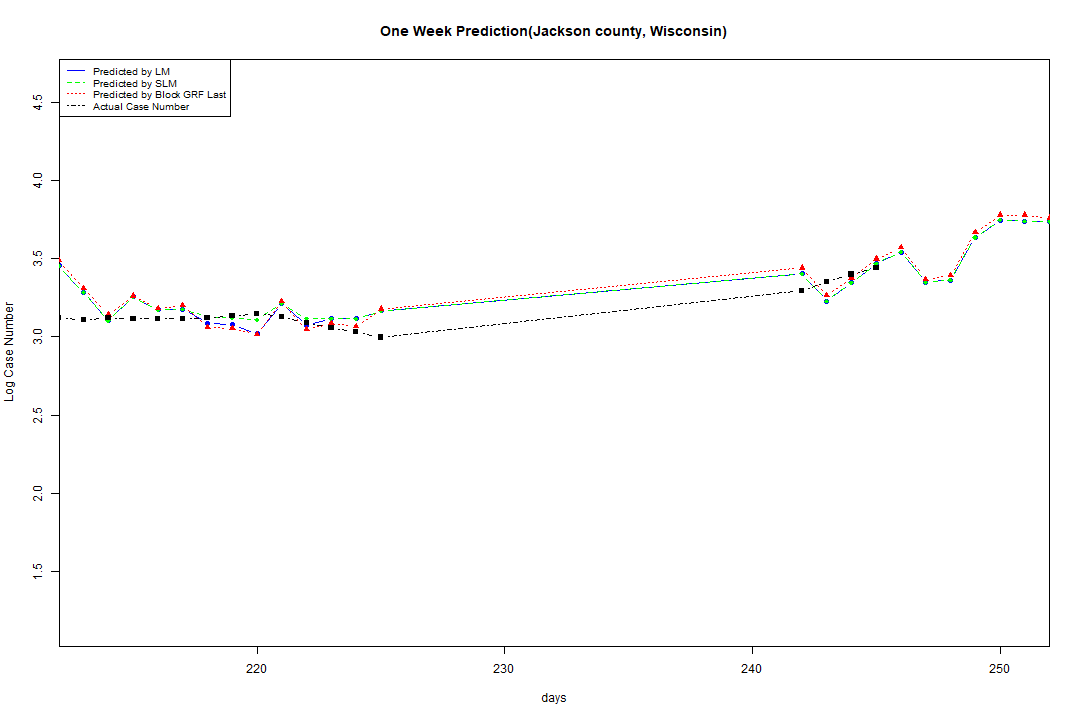 One Week Prediction(Jackson county, Wisconsin)
Predicted by LM
Predicted by SLM
Predicted by Block GRF Last
Actual Case Number
4.5
4.0
3.5
3.0
2.5
2.0
1.5
Log Case Number
220
230
240
250
days